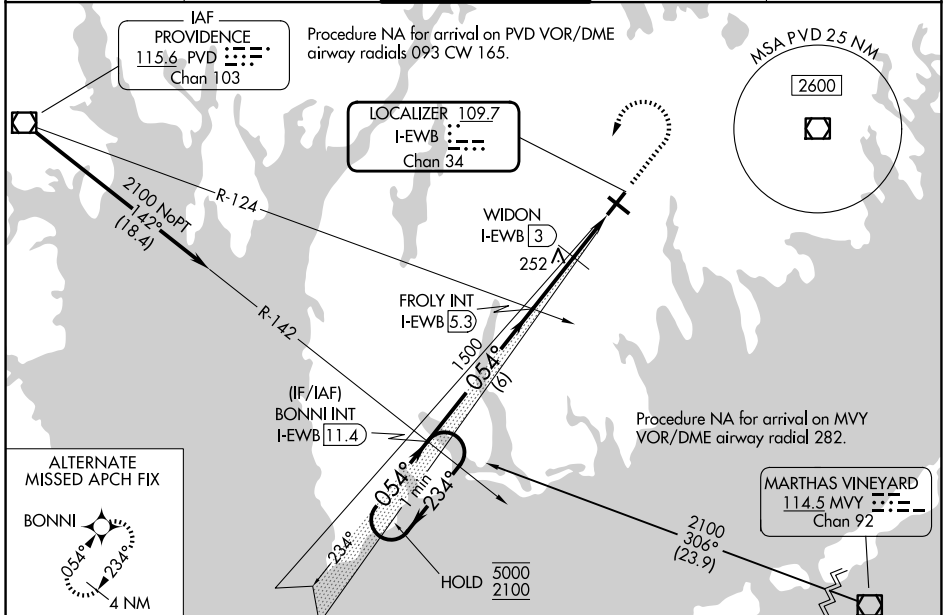 IAF
PROVIDENCE
115.6 PVD
Chan 103
Procedure NA for arrival on PVD VOR/DME
airway radials 093 CW 165.
MSA PVD 25 NM
2600
LOCALIZER 109.7
I-EWB
Chan 34
2100 NoPT
142°
(18.4)
R-124
WIDON
I-EWB 3
252
FROLY INT
I-EWB 5.3
R-142
1500
054°
(6)
(IF/IAF)
BONNI INT
I-EWB 11.4
Procedure NA for arrival on MVY
VOR/DME airway radial 282.
ALTERNATE
MISSED APCH FIX
BONNI
054°
234°
4 NM
054°
1 min
234°
234°
HOLD 5000
2100
2100
306°
(23.9)
MARTHAS VINEYARD
114.5 MVY
Chan 92